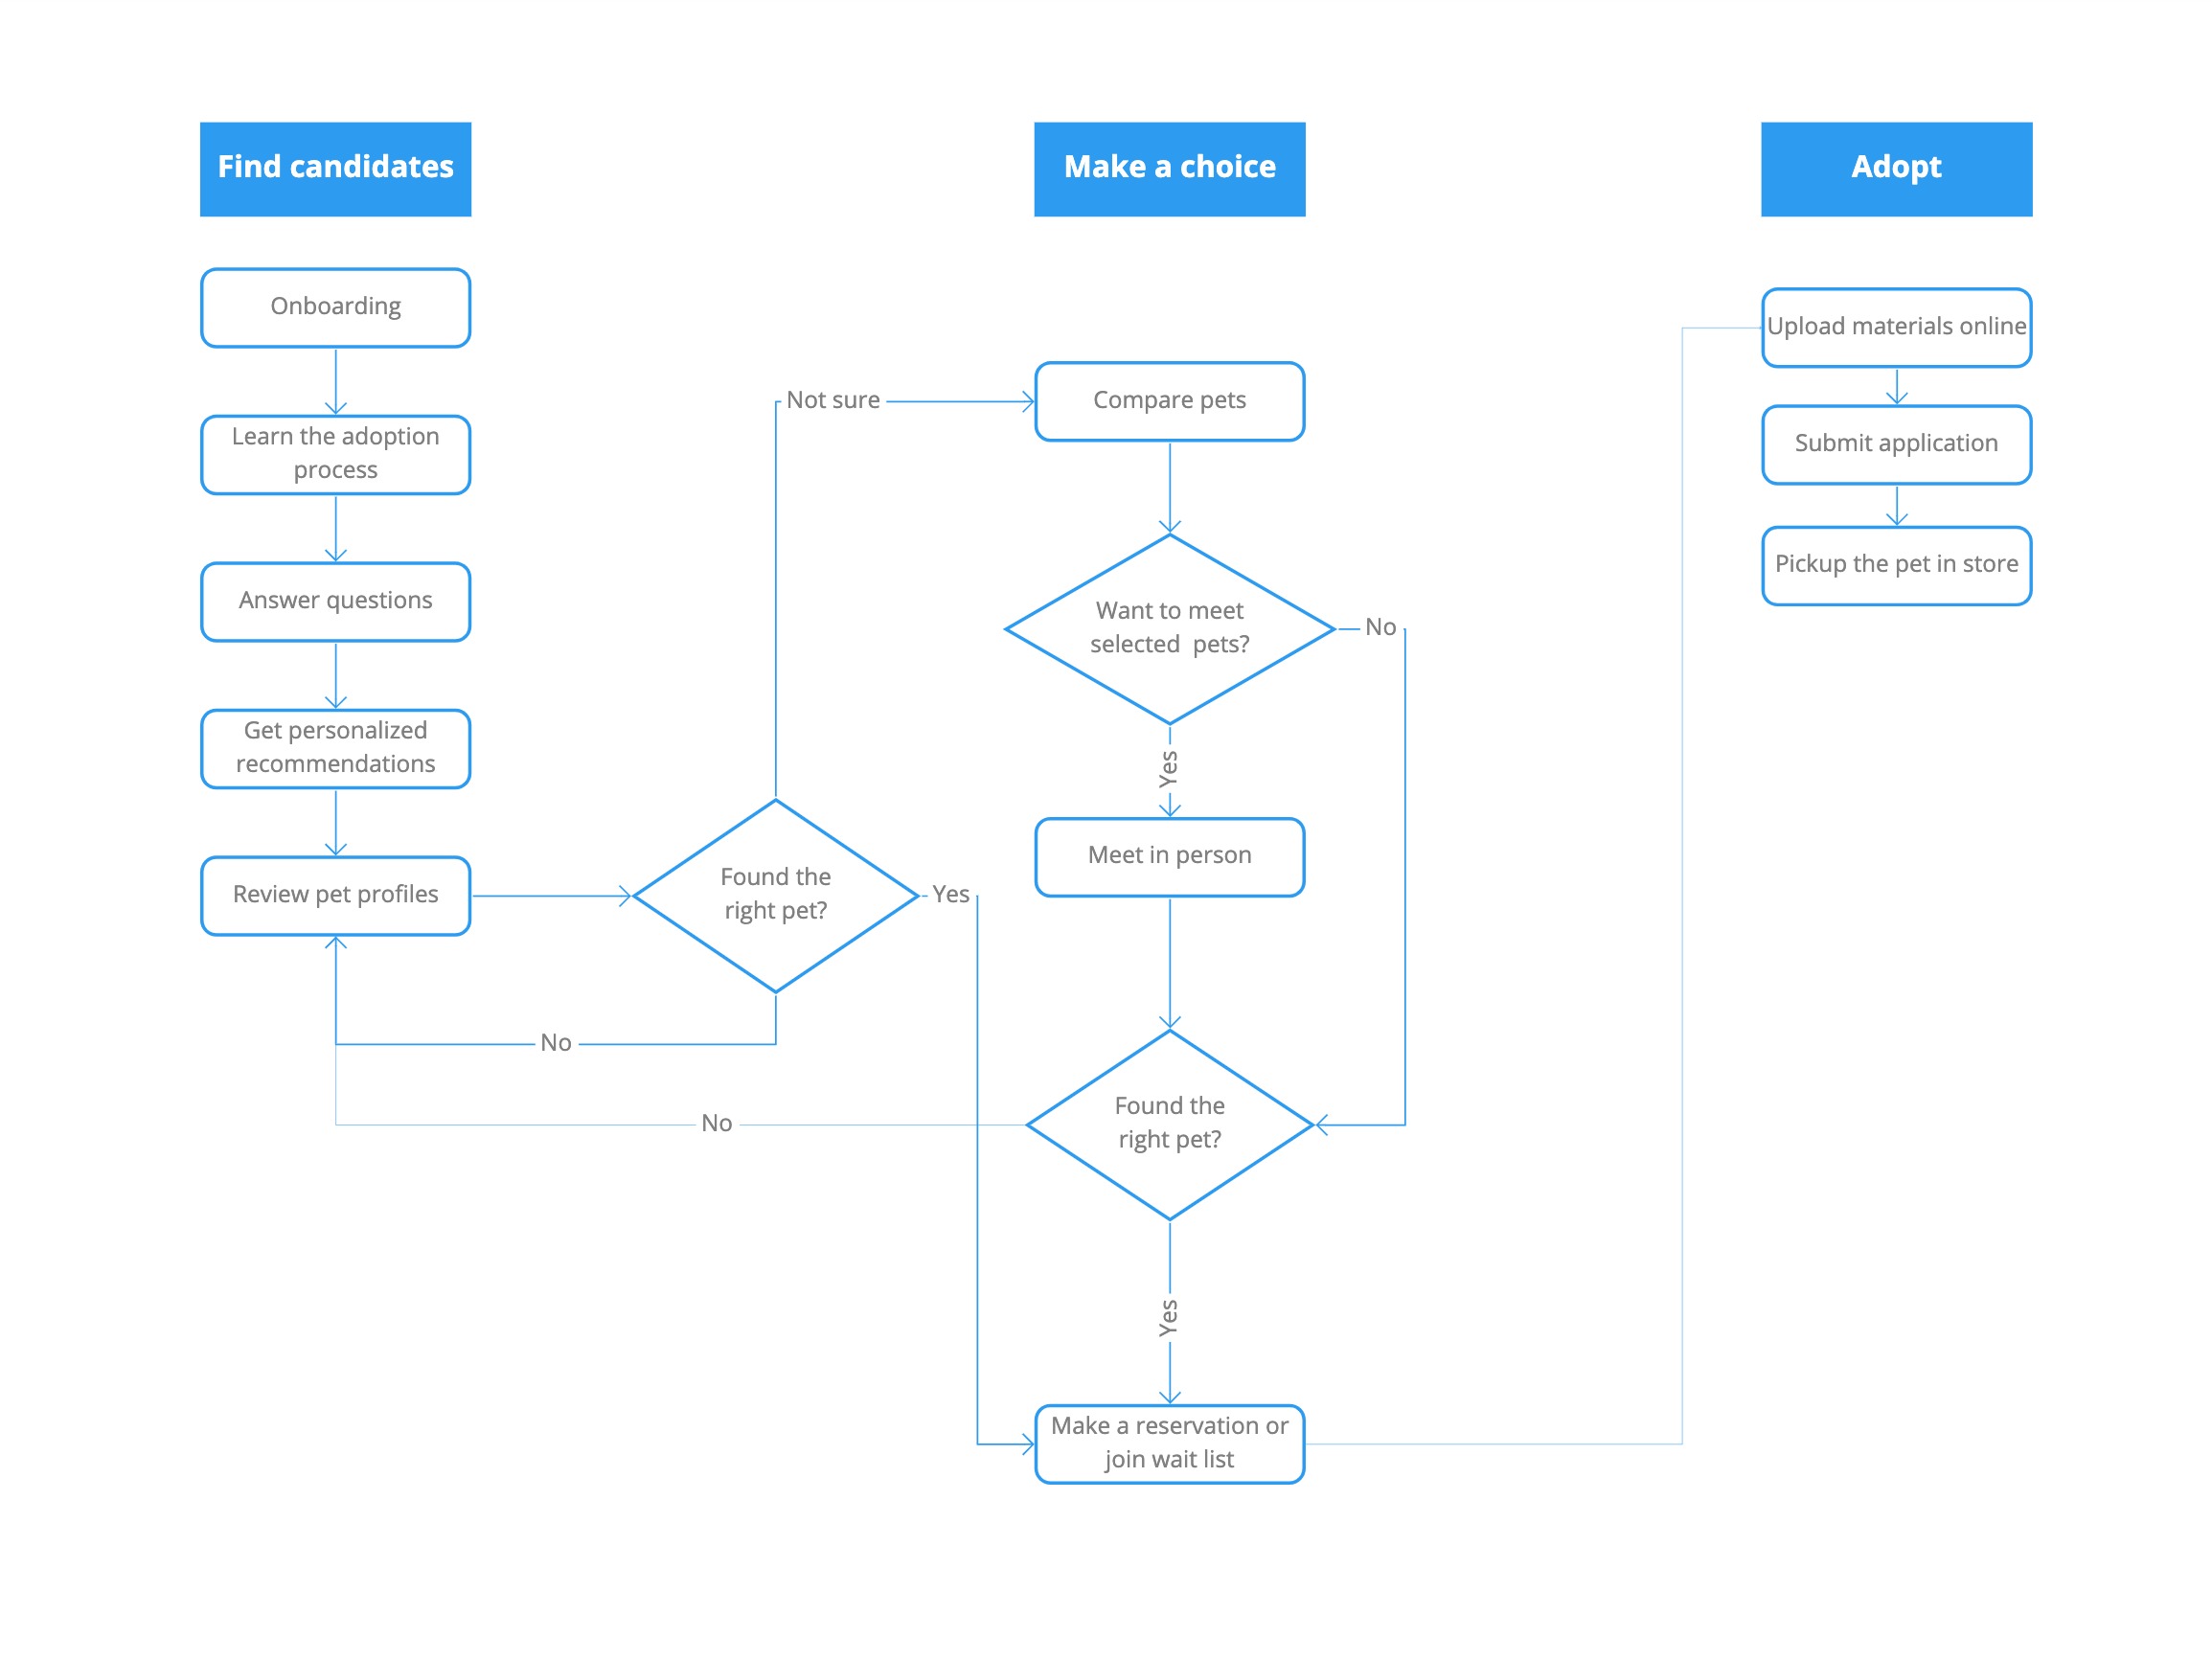 Find candidates
Make a choice
Adopt
Onboarding
Learn the adoption
process
Answer questions
Get personalized
recommendations
Review pet profiles
Found the
right pet?
Not sure
Yes
No
No
Compare pets
Want to meet
selected  pets?
No
Yes
Meet in person
Found the
right pet?
Yes
Make a reservation or
join wait list
Upload materials online
Submit application
Pickup the pet in store